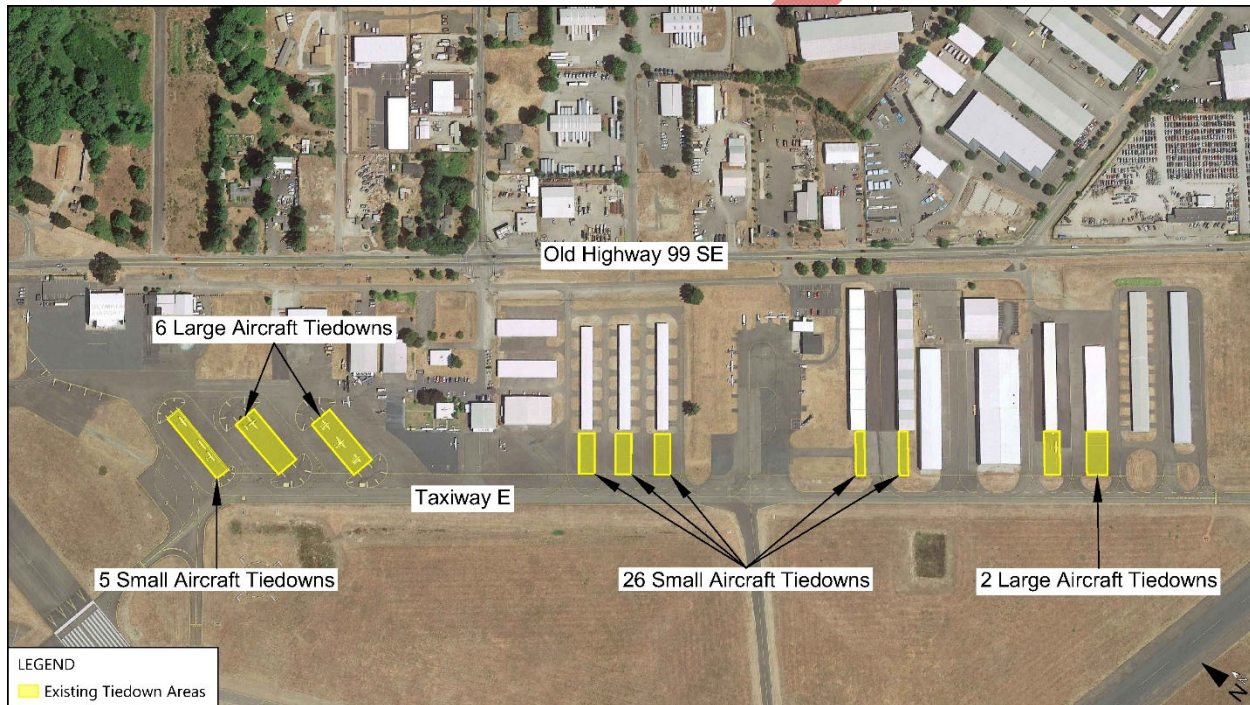 Old Highway 99 SE
6 Large Aircraft Tiedowns
Taxiway E
5 Small Aircraft Tiedowns
26 Small Aircraft Tiedowns
2 Large Aircraft Tiedowns
LEGEND
Existing Tiedown Areas
N